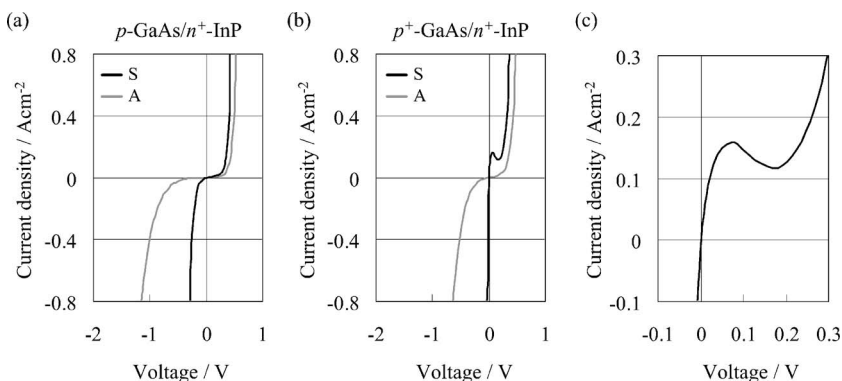 (a)
p-GaAs/n⁺-InP
0.8
0.4
0
-0.4
-0.8
S
A
-2
-1
0
1
Current density / Acm⁻²
Voltage / V
(b)
p⁺-GaAs/n⁺-InP
0.8
0.4
0
-0.4
-0.8
S
A
-2
-1
0
1
Current density / Acm⁻²
Voltage / V
(c)
0.3
0.2
0.1
0
-0.1
-0.1
0
0.1
0.2
0.3
Current density / Acm⁻²
Voltage / V